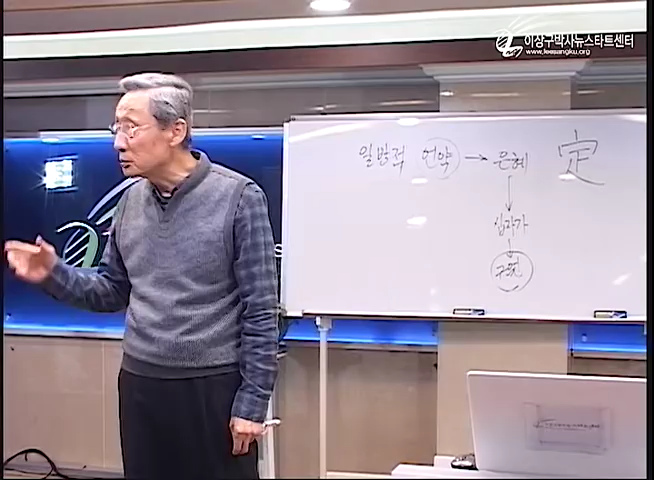 이상구박사뉴스타트센터
www.leesangku.org
일방적 언약 → 은혜 定
↓
십자가
↓
구원